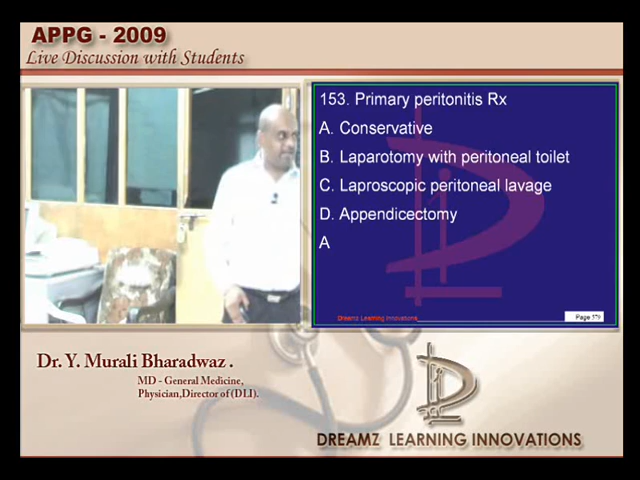 APPG - 2009
Live Discussion with Students
153. Primary peritonitis Rx
A. Conservative
B. Laparotomy with peritoneal toilet
C. Laproscopic peritoneal lavage
D. Appendicectomy
A
Dreamz Learning Innovations
Page 579
Dr. Y. Murali Bharadwaz .
MD - General Medicine,
Physician,Director of (DLI).
DREAMZ LEARNING INNOVATIONS